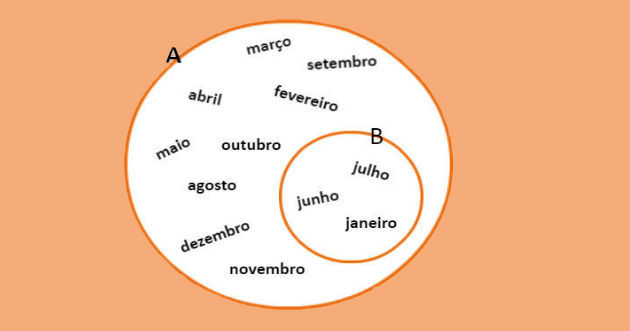 A
março
setembro
abril
fevereiro
maio
outubro
B
julho
agosto
junho
janeiro
dezembro
novembro